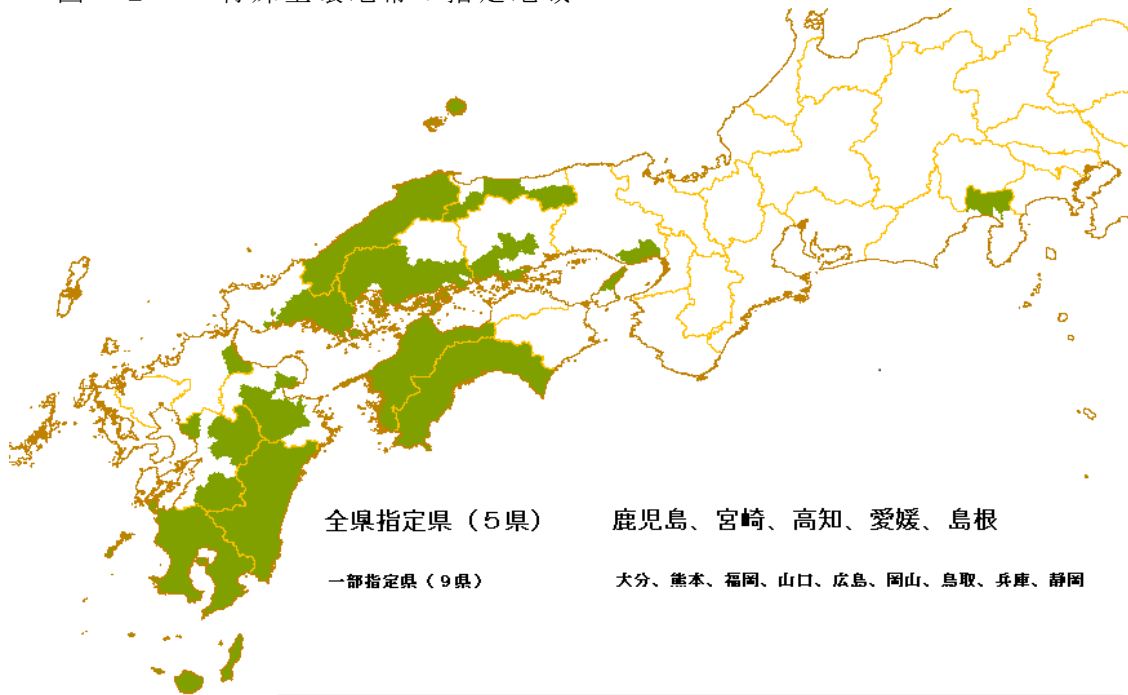 全県指定県（５県）　　鹿児島、宮崎、高知、愛媛、島根
一部指定県（９県）　　大分、熊本、福岡、山口、広島、岡山、鳥取、兵庫、静岡